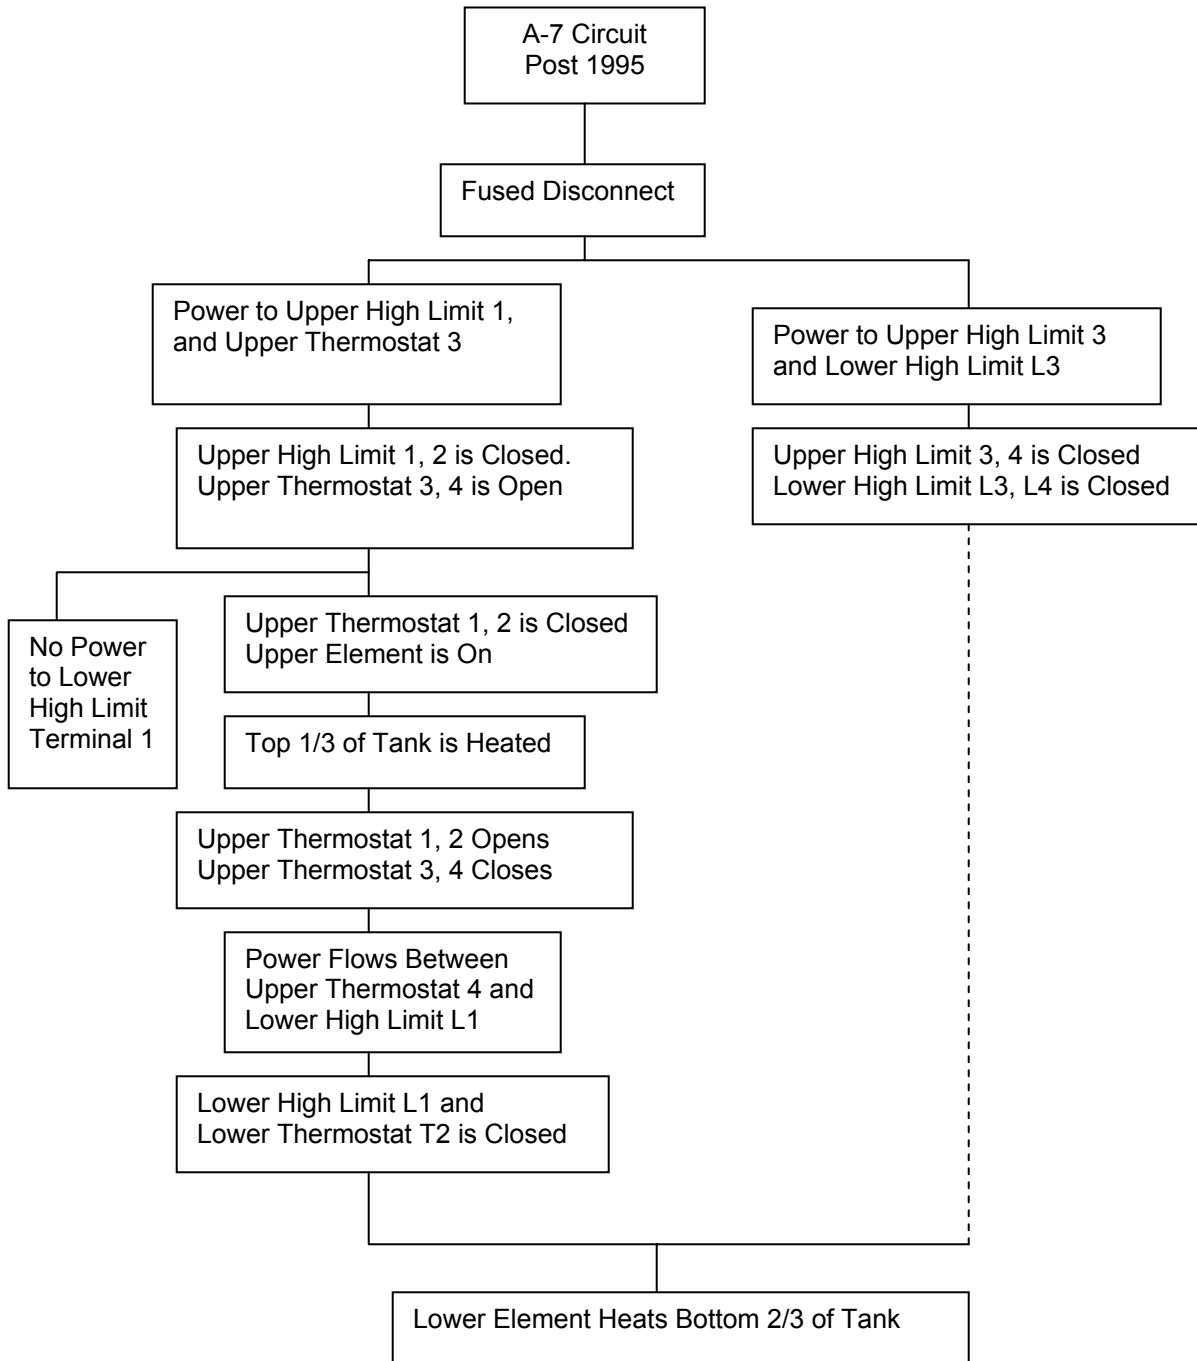 A-7 Circuit
Post 1995
Fused Disconnect
Power to Upper High Limit 1,
and Upper Thermostat 3
Power to Upper High Limit 3
and Lower High Limit L3
Upper High Limit 1, 2 is Closed.
Upper Thermostat 3, 4 is Open
Upper High Limit 3, 4 is Closed
Lower High Limit L3, L4 is Closed
No Power
to Lower
High Limit
Terminal 1
Upper Thermostat 1, 2 is Closed
Upper Element is On
Top 1/3 of Tank is Heated
Upper Thermostat 1, 2 Opens
Upper Thermostat 3, 4 Closes
Power Flows Between
Upper Thermostat 4 and
Lower High Limit L1
Lower High Limit L1 and
Lower Thermostat T2 is Closed
Lower Element Heats Bottom 2/3 of Tank